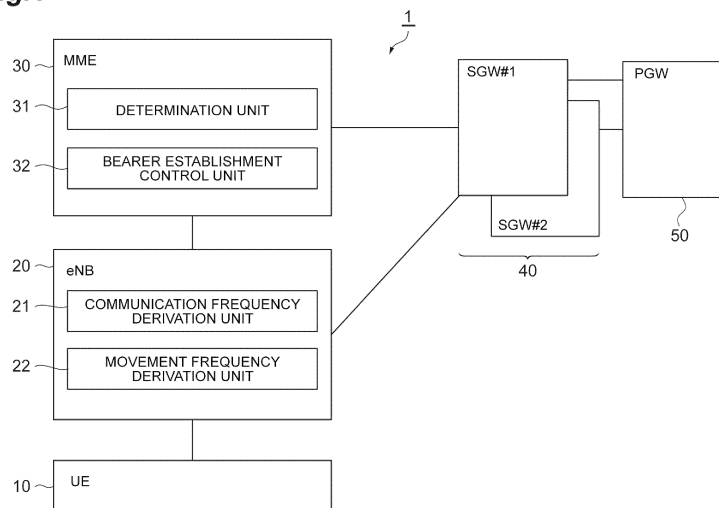 1
30
MME
31
DETERMINATION UNIT
32
BEARER ESTABLISHMENT
CONTROL UNIT
SGW#1
SGW#2
40
PGW
50
20
eNB
21
COMMUNICATION FREQUENCY
DERIVATION UNIT
22
MOVEMENT FREQUENCY
DERIVATION UNIT
10
UE